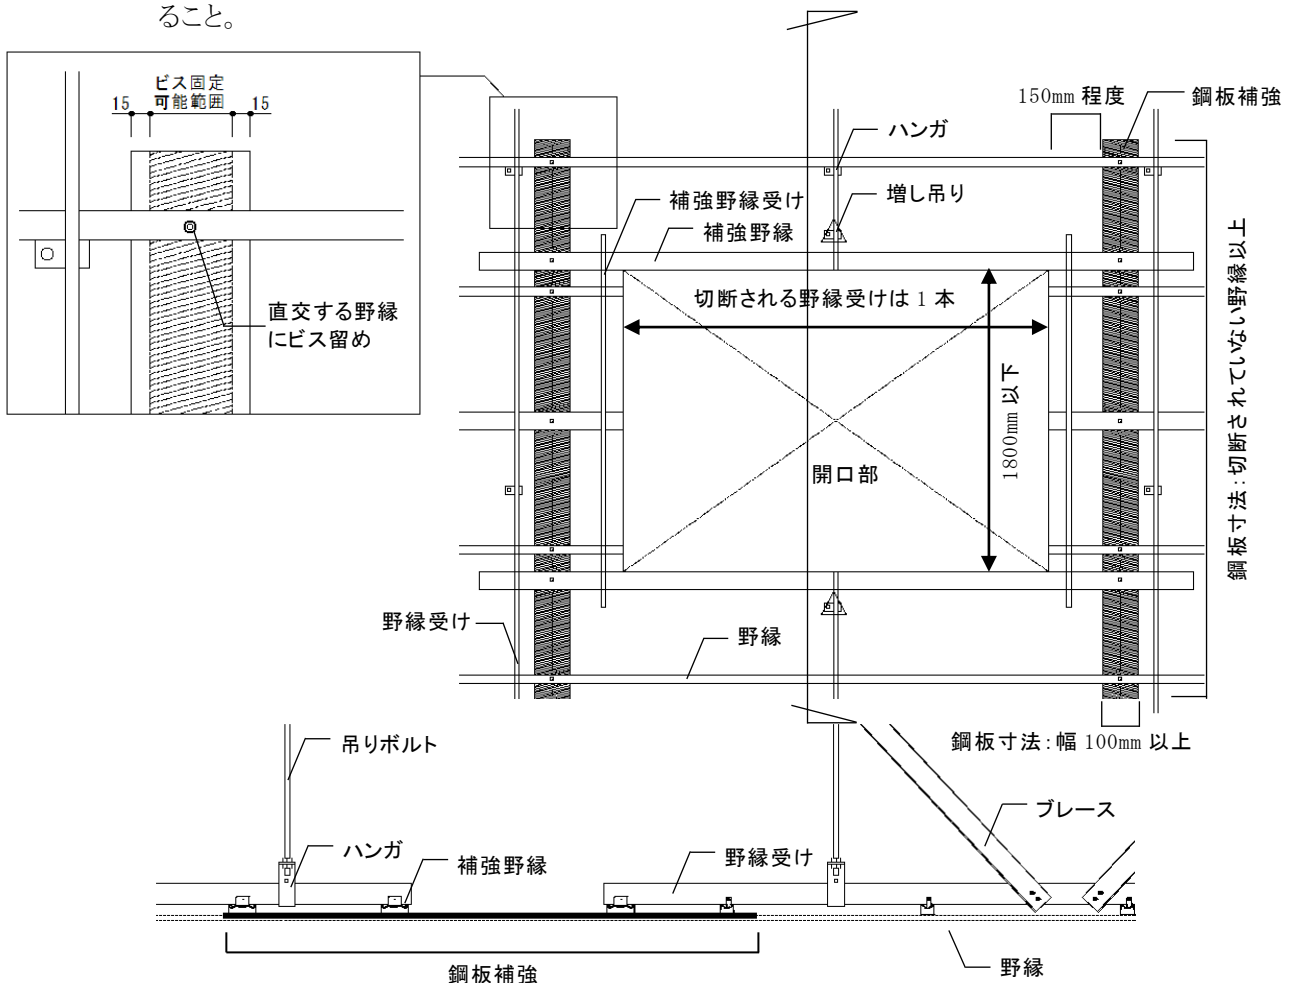 ること。
ビス固定
可能範囲
15
15
直交する野縁
にビス留め
150mm 程度
鋼板補強
ハンガ
増し吊り
補強野縁受け
補強野縁
切断される野縁受けは 1 本
1800mm 以下
開口部
鋼板寸法：切断されていない野縁以上
野縁受け
野縁
鋼板寸法：幅 100mm 以上
吊りボルト
ブレース
ハンガ
補強野縁
野縁受け
鋼板補強
野縁